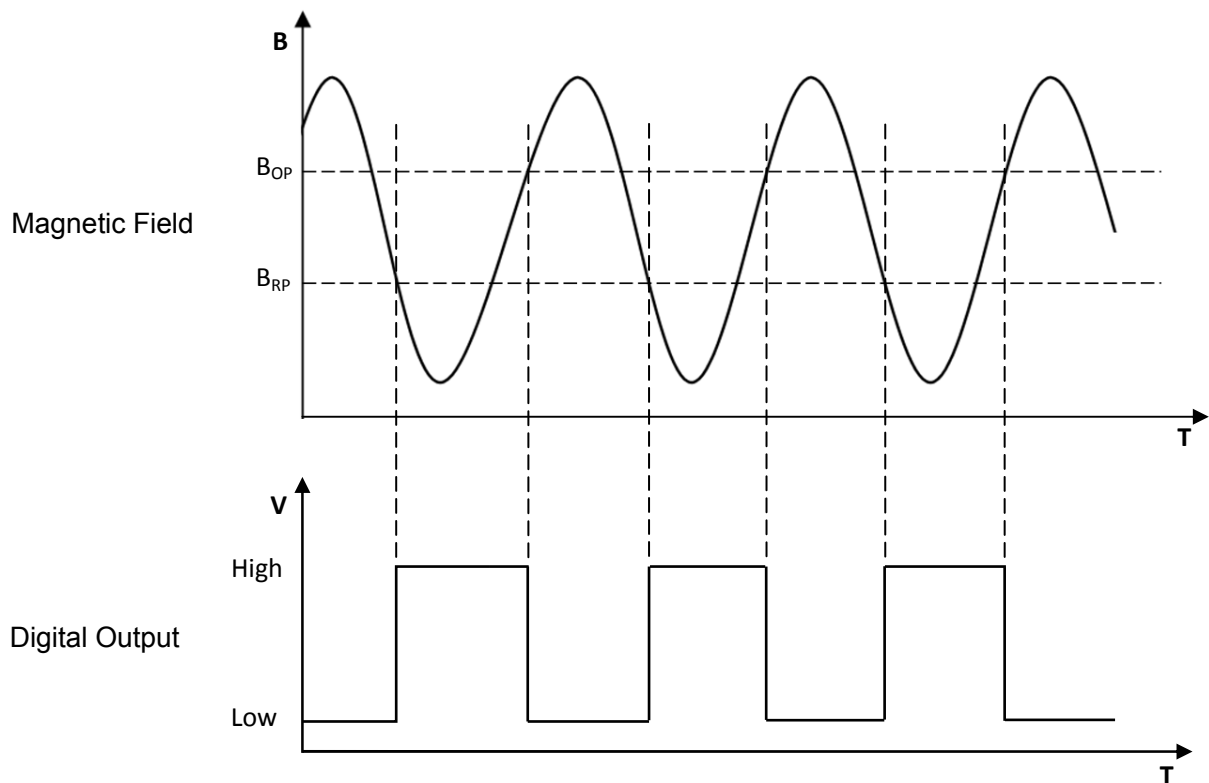 B
B_OP
Magnetic Field
B_RP
T
V
High
Digital Output
Low
T